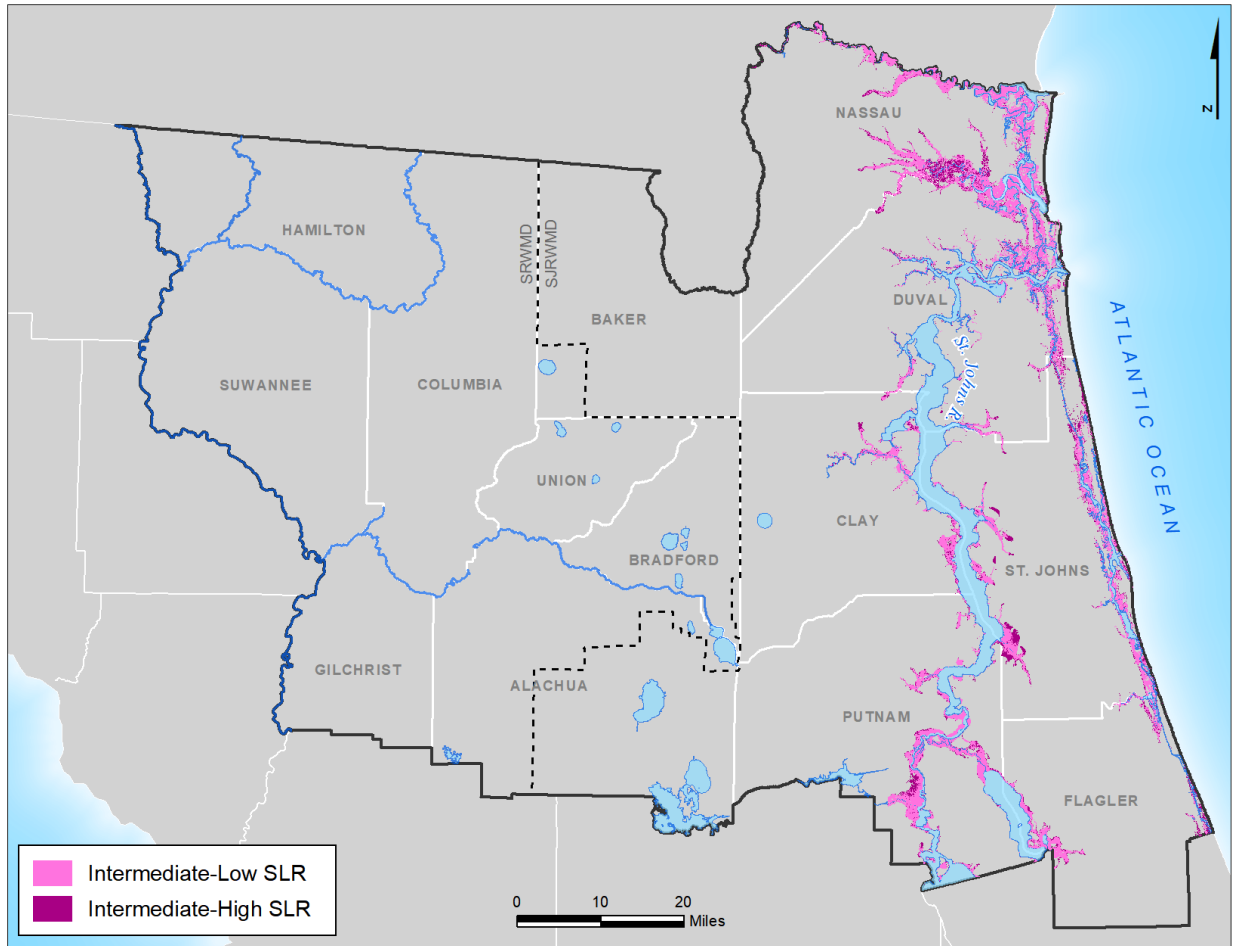 NASSAU
Z
HAMILTON
SRWMD
SJRWMD
DUVAL
BAKER
ATLANTIC OCEAN
St. Johns R.
SUWANNEE
COLUMBIA
UNION
CLAY
BRADFORD
ST. JOHNS
GILCHRIST
ALACHUA
PUTNAM
FLAGLER
Intermediate-Low SLR
Intermediate-High SLR
0 10 20
Miles